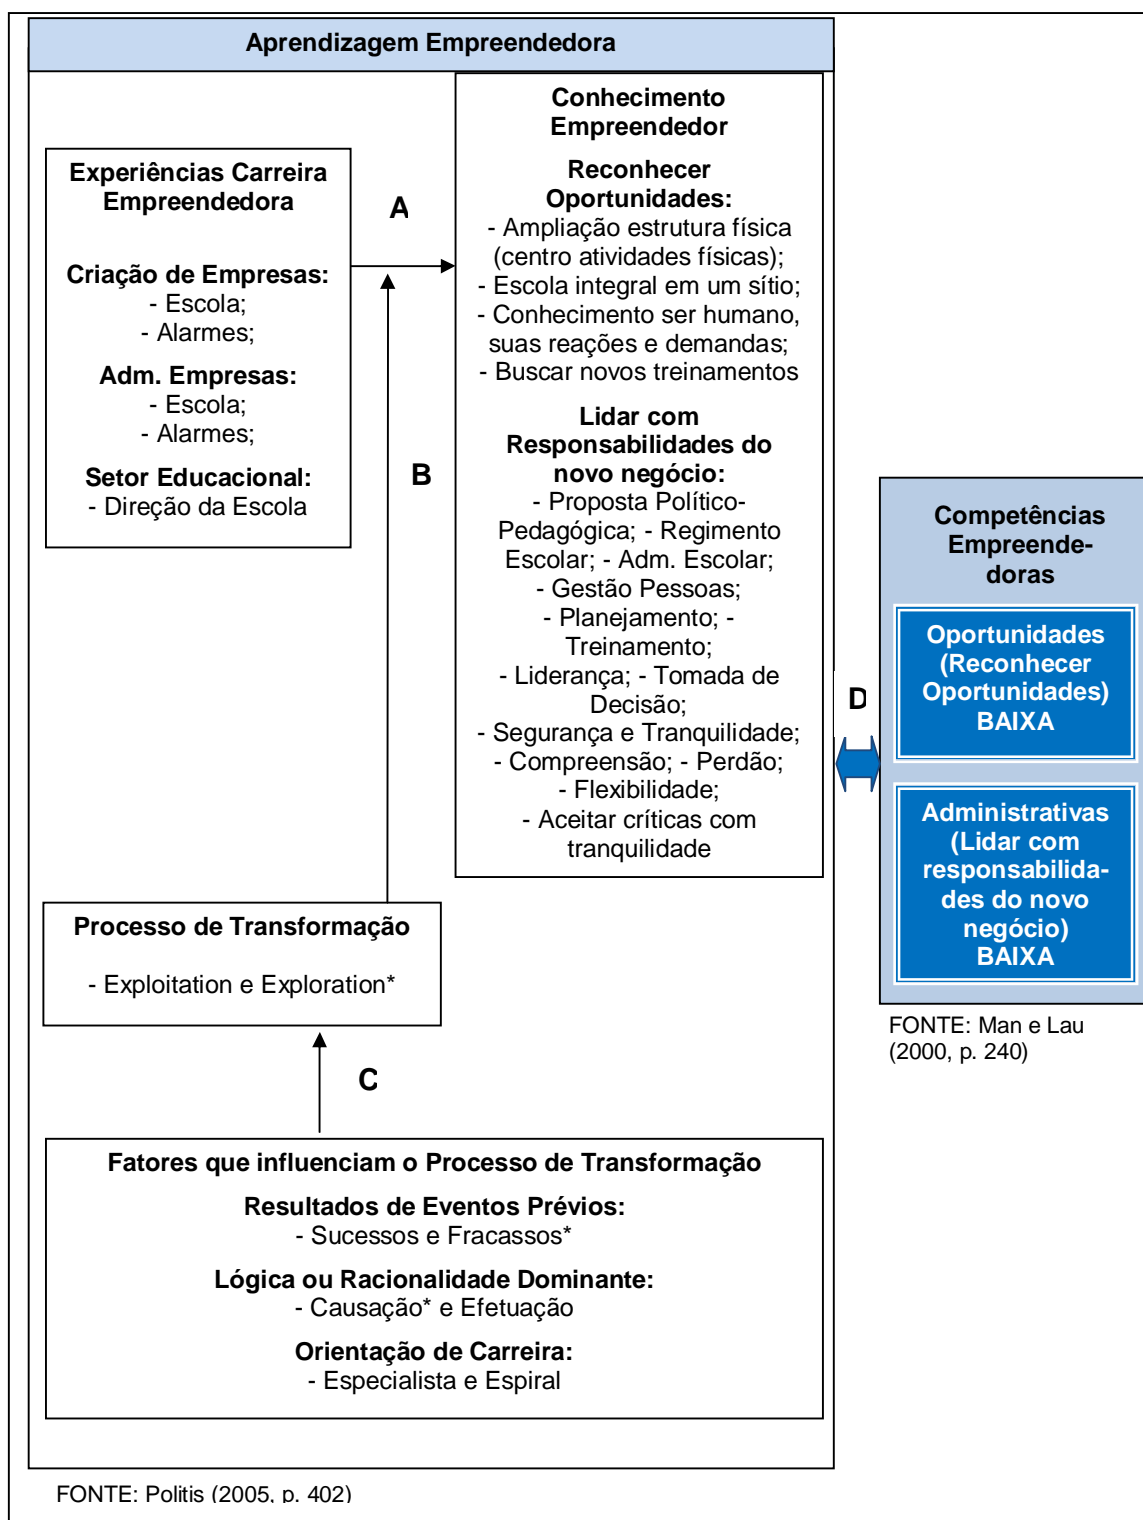 Aprendizagem Empreendedora
Experiências Carreira
Empreendedora
Criação de Empresas:
- Escola;
- Alarmes;
Adm. Empresas:
- Escola;
- Alarmes;
Setor Educacional:
- Direção da Escola
A
B
Conhecimento
Empreendedor
Reconhecer
Oportunidades:
- Ampliação estrutura física
(centro atividades físicas);
- Escola integral em um sítio;
- Conhecimento ser humano,
suas reações e demandas;
- Buscar novos treinamentos
Lidar com
Responsabilidades do
novo negócio:
- Proposta Político-
Pedagógica; - Regimento
Escolar; - Adm. Escolar;
- Gestão Pessoas;
- Planejamento; -
Treinamento;
- Liderança; - Tomada de
Decisão;
- Segurança e Tranquilidade;
- Compreensão; - Perdão;
- Flexibilidade;
- Aceitar críticas com
tranquilidade
D
Competências
Empreende-
doras
Oportunidades
(Reconhecer
Oportunidades)
BAIXA
Administrativas
(Lidar com
responsabilida-
des do novo
negócio)
BAIXA
FONTE: Man e Lau
(2000, p. 240)
Processo de Transformação
- Exploitation e Exploration*
C
Fatores que influenciam o Processo de Transformação
Resultados de Eventos Prévios:
- Sucessos e Fracassos*
Lógica ou Racionalidade Dominante:
- Causação* e Efetuação
Orientação de Carreira:
- Especialista e Espiral
FONTE: Politis (2005, p. 402)